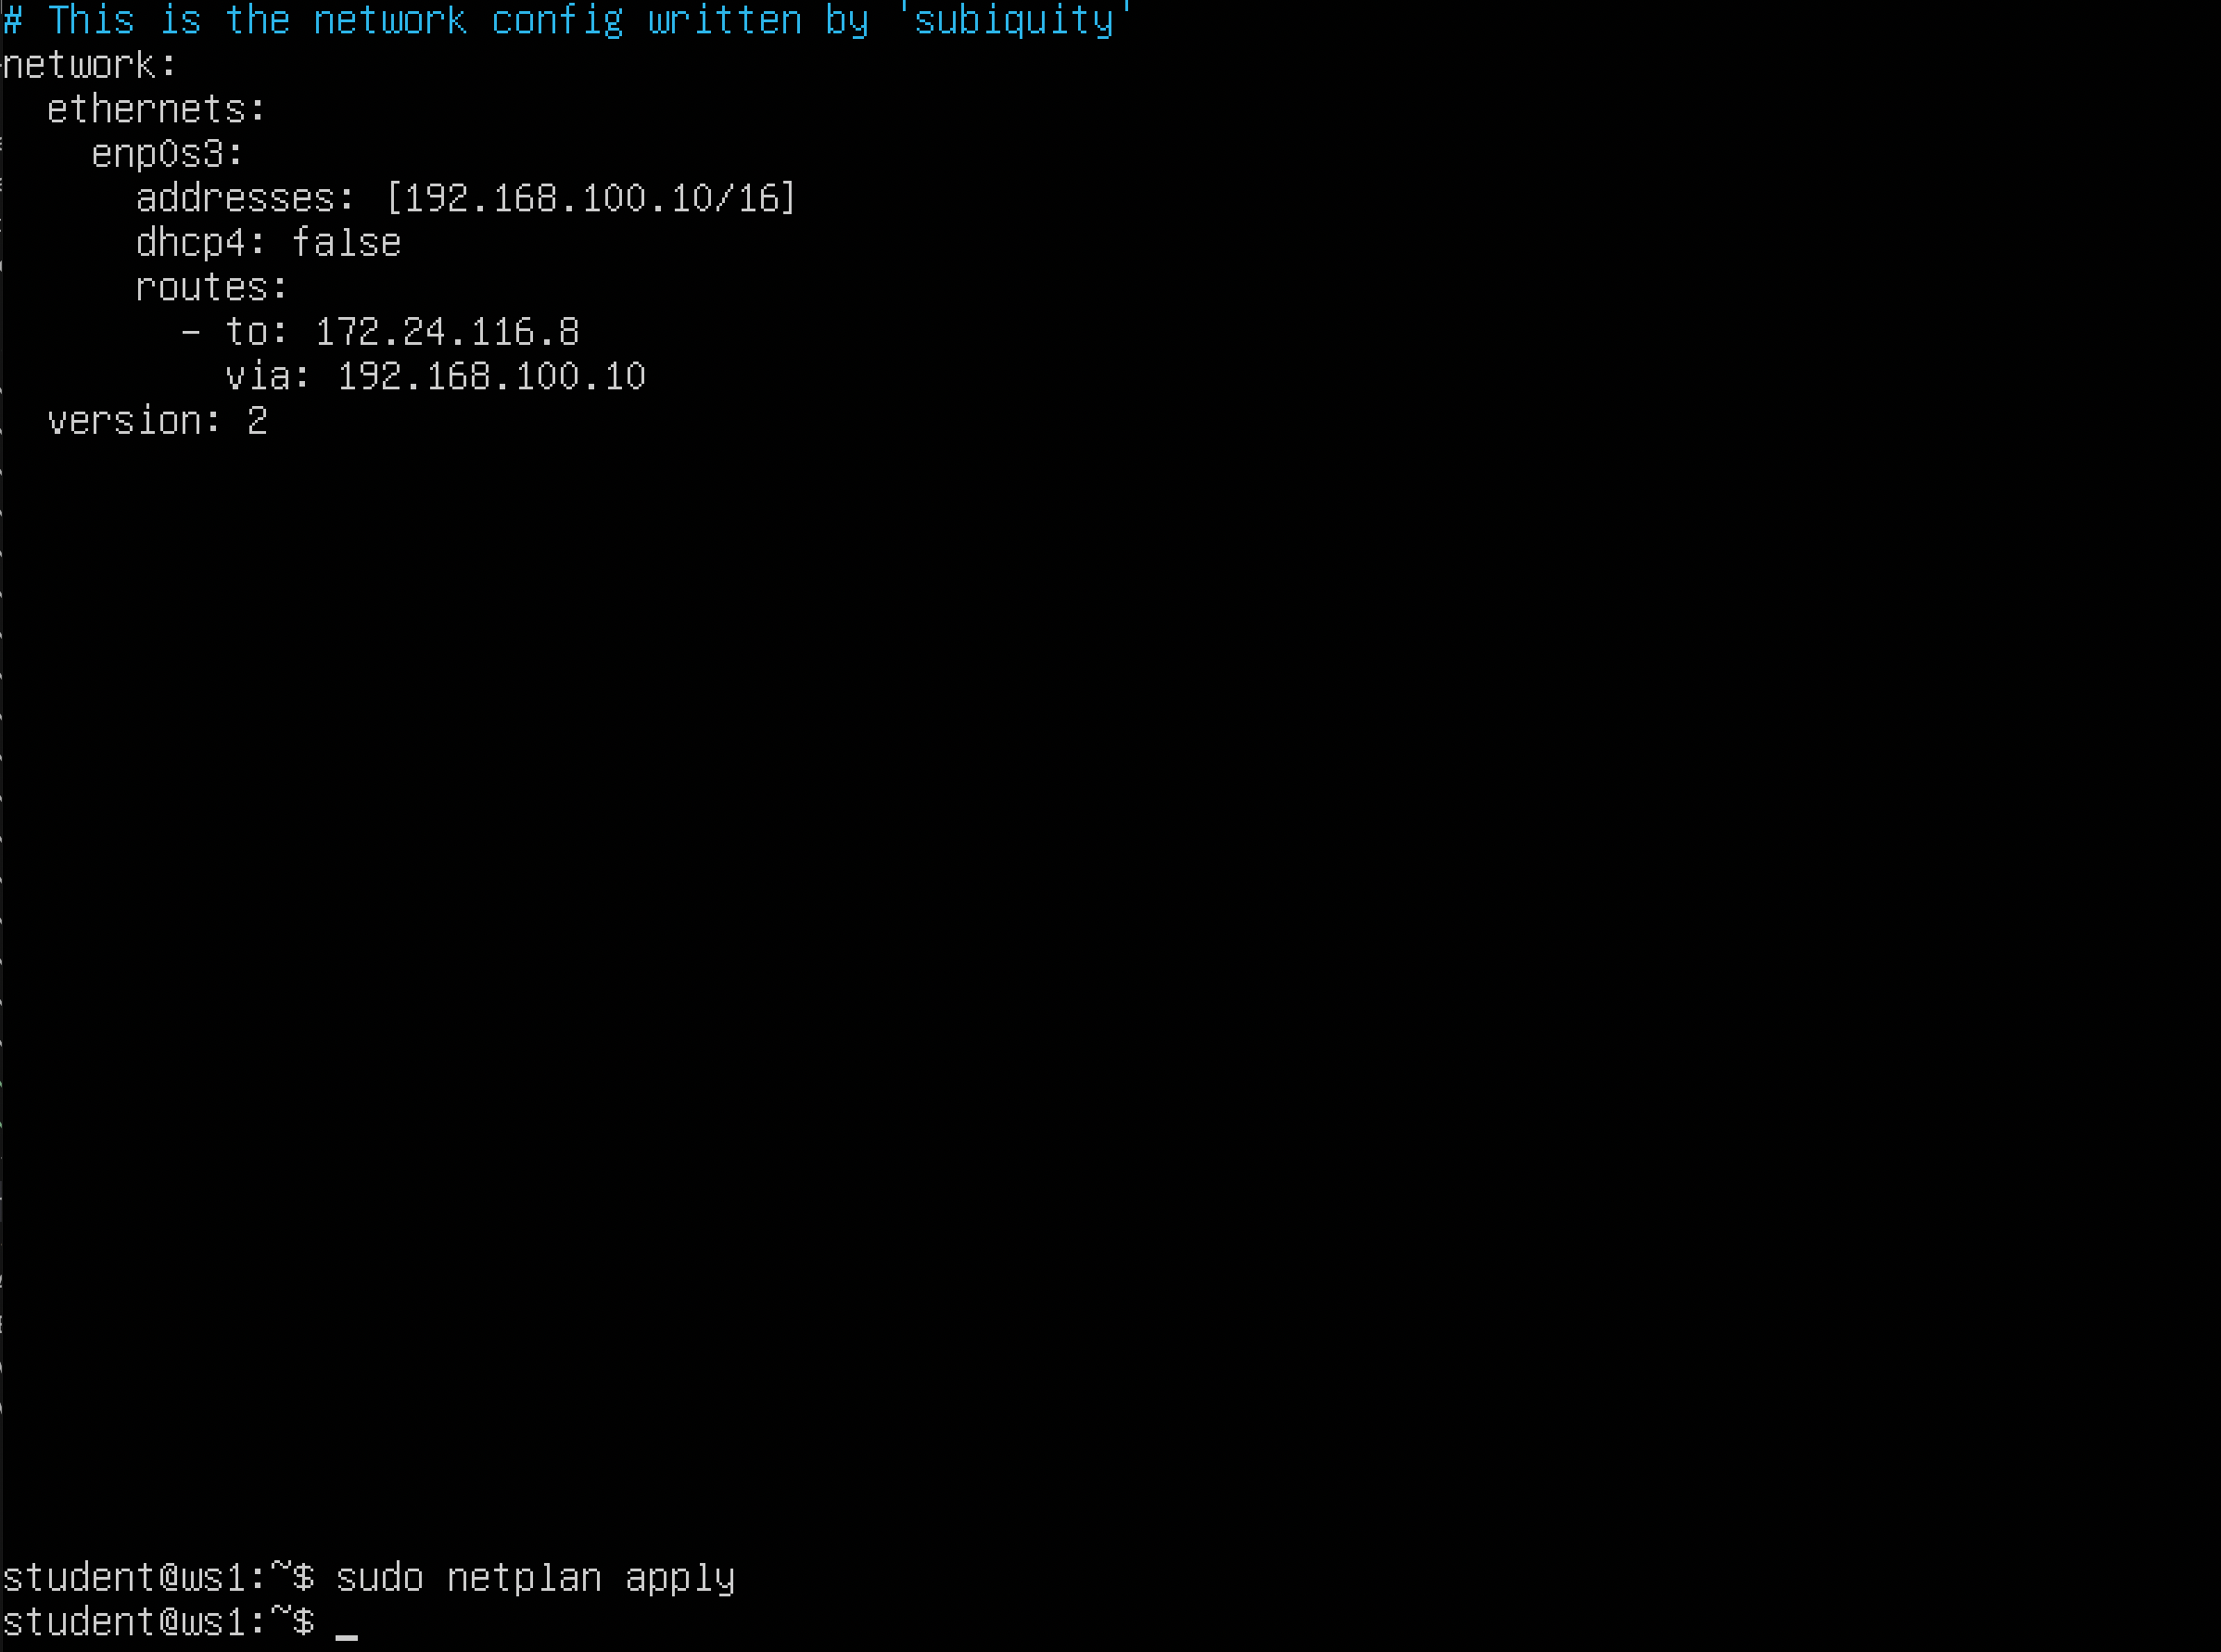 # This is the network config written by 'subiquity'
network:
  ethernets:
    enp0s3:
      addresses: [192.168.100.10/16]
      dhcp4: false
      routes:
        - to: 172.24.116.8
          via: 192.168.100.10
  version: 2
student@ws1:~$ sudo netplan apply
student@ws1:~$ _